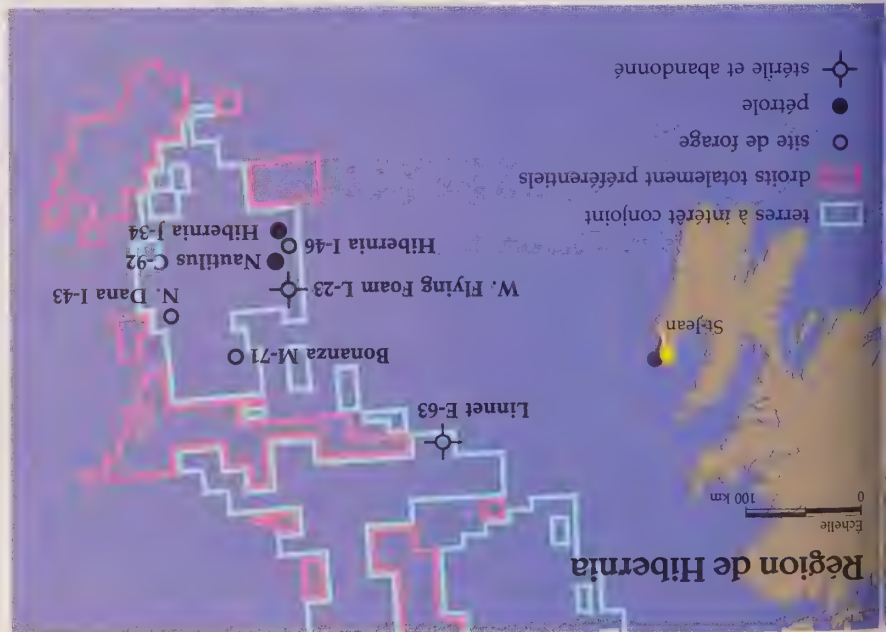 Région de Hibernia
Échelle
0 100 km
Linnet E-63
Bonanza M-71
St-Jean
N. Dana I-43
W. Flying Foam L-23
Nautilus C-92
Hibernia I-46
Hibernia J-34
terres à intérêt conjoint
droits totalement préférentiels
site de forage
pétrole
stérile et abandonné